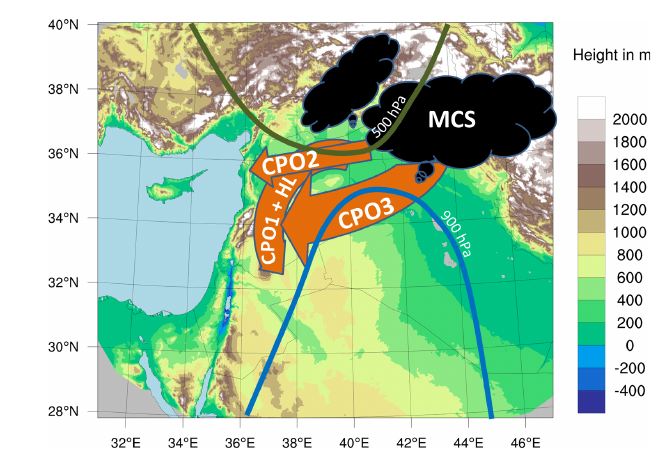 40°N
38°N
36°N
34°N
32°N
30°N
28°N
32°E
34°E
36°E
38°E
40°E
42°E
44°E
46°E
500 hPa
MCS
CPO2
CPO1 + HL
CPO3
900 hPa
Height in m
2000
1800
1600
1400
1200
1000
800
600
400
200
0
-200
-400